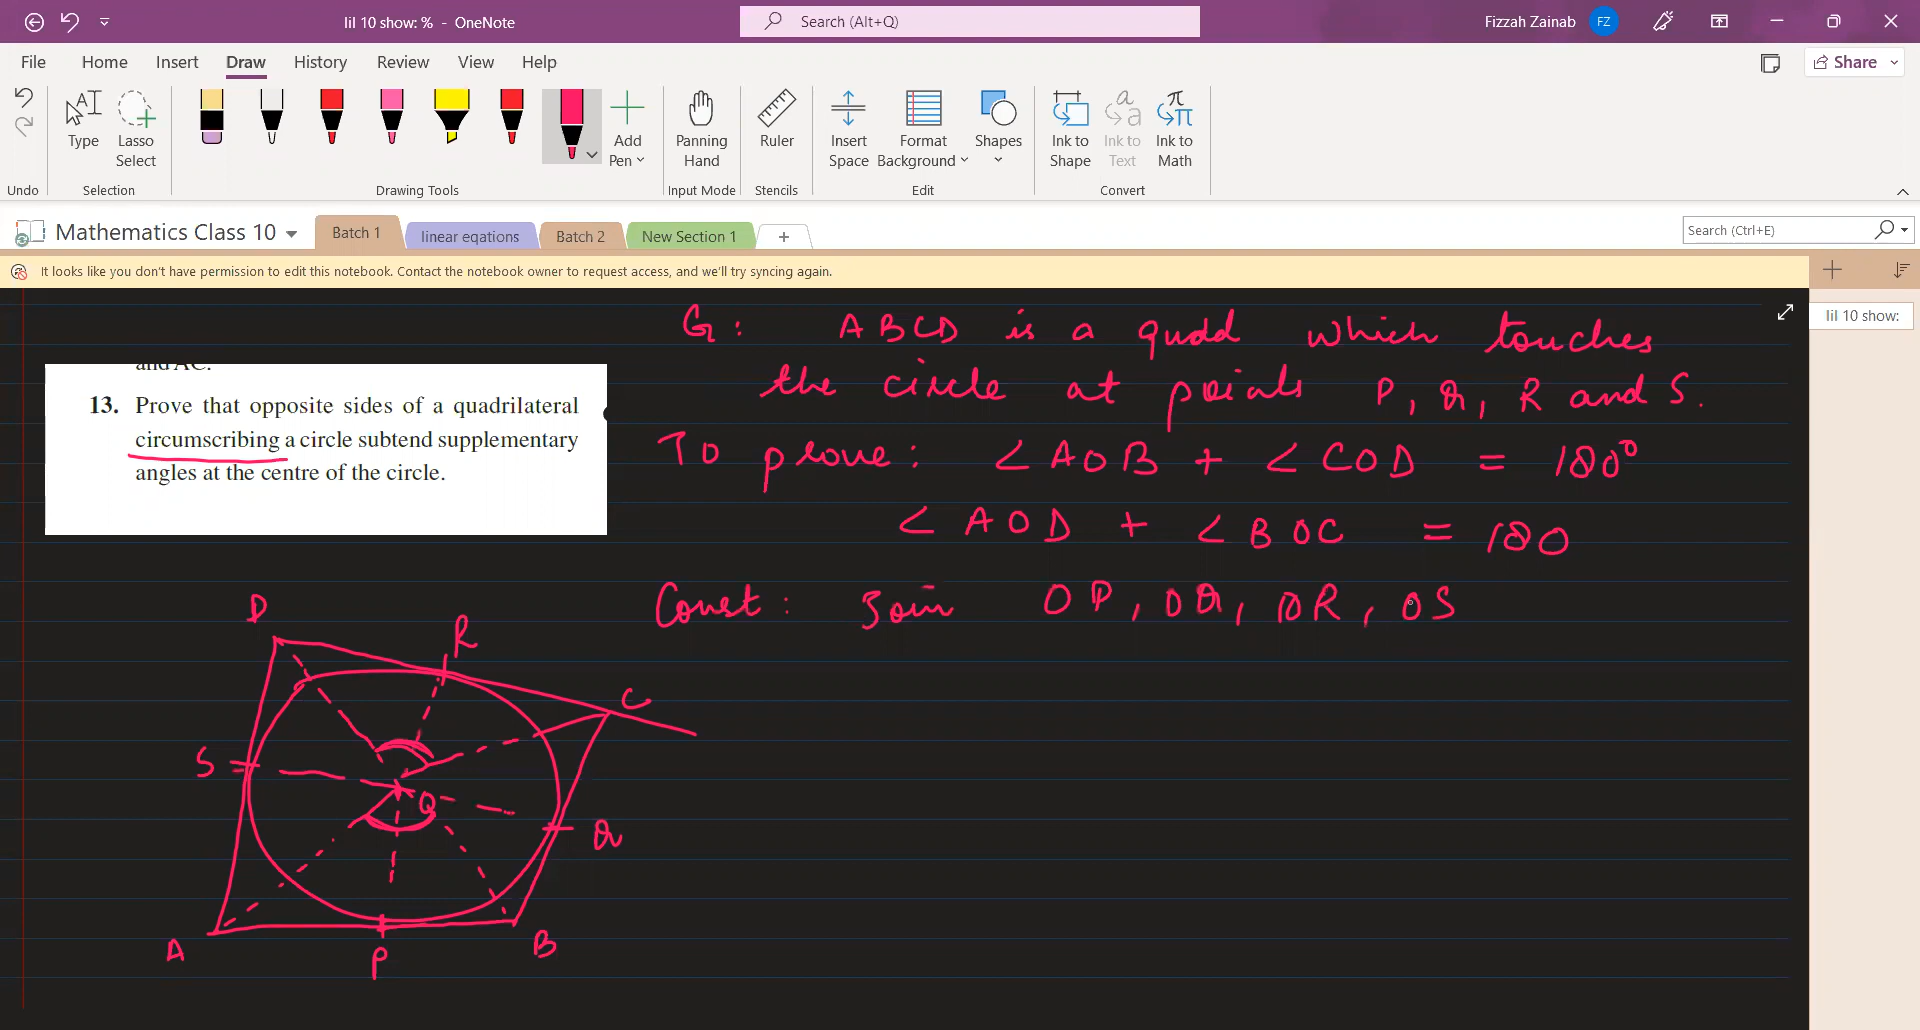 lil 10 show: % - OneNote
Search (Alt+Q)
Fizzah Zainab
FZ
File Home Insert Draw History Review View Help
Share
Type
Lasso Select
Add Pen
Panning Hand
Ruler
Insert Space
Format Background
Shapes
Ink to Shape
Ink to Text
Ink to Math
Undo
Selection
Drawing Tools
Input Mode
Stencils
Edit
Convert
Mathematics Class 10
Batch 1
linear eqations
Batch 2
New Section 1
Search (Ctrl+E)
It looks like you don't have permission to edit this notebook. Contact the notebook owner to request access, and we'll try syncing again.
lil 10 show:
and AC.
13. Prove that opposite sides of a quadrilateral
circumscribing a circle subtend supplementary
angles at the centre of the circle.
G: ABCD is a quad which touches
the circle at points P, Q, R and S.
To prove: ∠AOB + ∠COD = 180°
∠AOD + ∠BOC = 180
Const: Join OP, OQ, OR, OS
D
R
C
S
O
Q
A
P
B